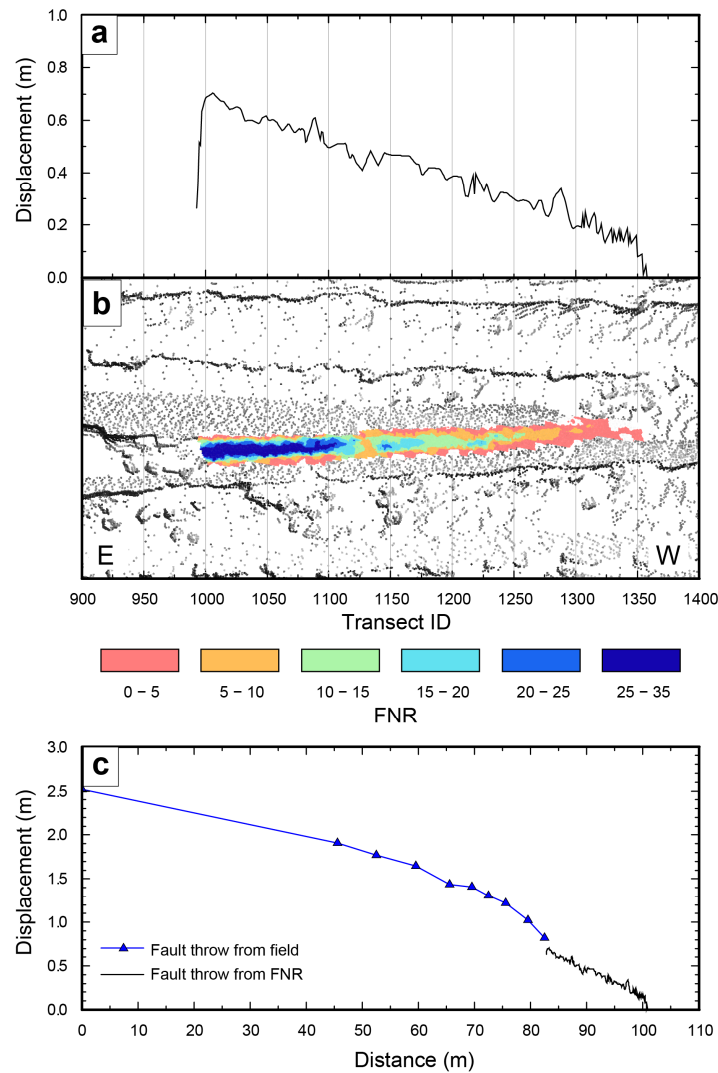 a
Displacement (m)
1.0
0.8
0.6
0.4
0.2
0.0
b
E
W
900 950 1000 1050 1100 1150 1200 1250 1300 1350 1400
Transect ID
0 – 5 5 – 10 10 – 15 15 – 20 20 – 25 25 – 35
FNR
c
Displacement (m)
3.0
2.5
2.0
1.5
1.0
0.5
0.0
Fault throw from field
Fault throw from FNR
0 10 20 30 40 50 60 70 80 90 100 110
Distance (m)